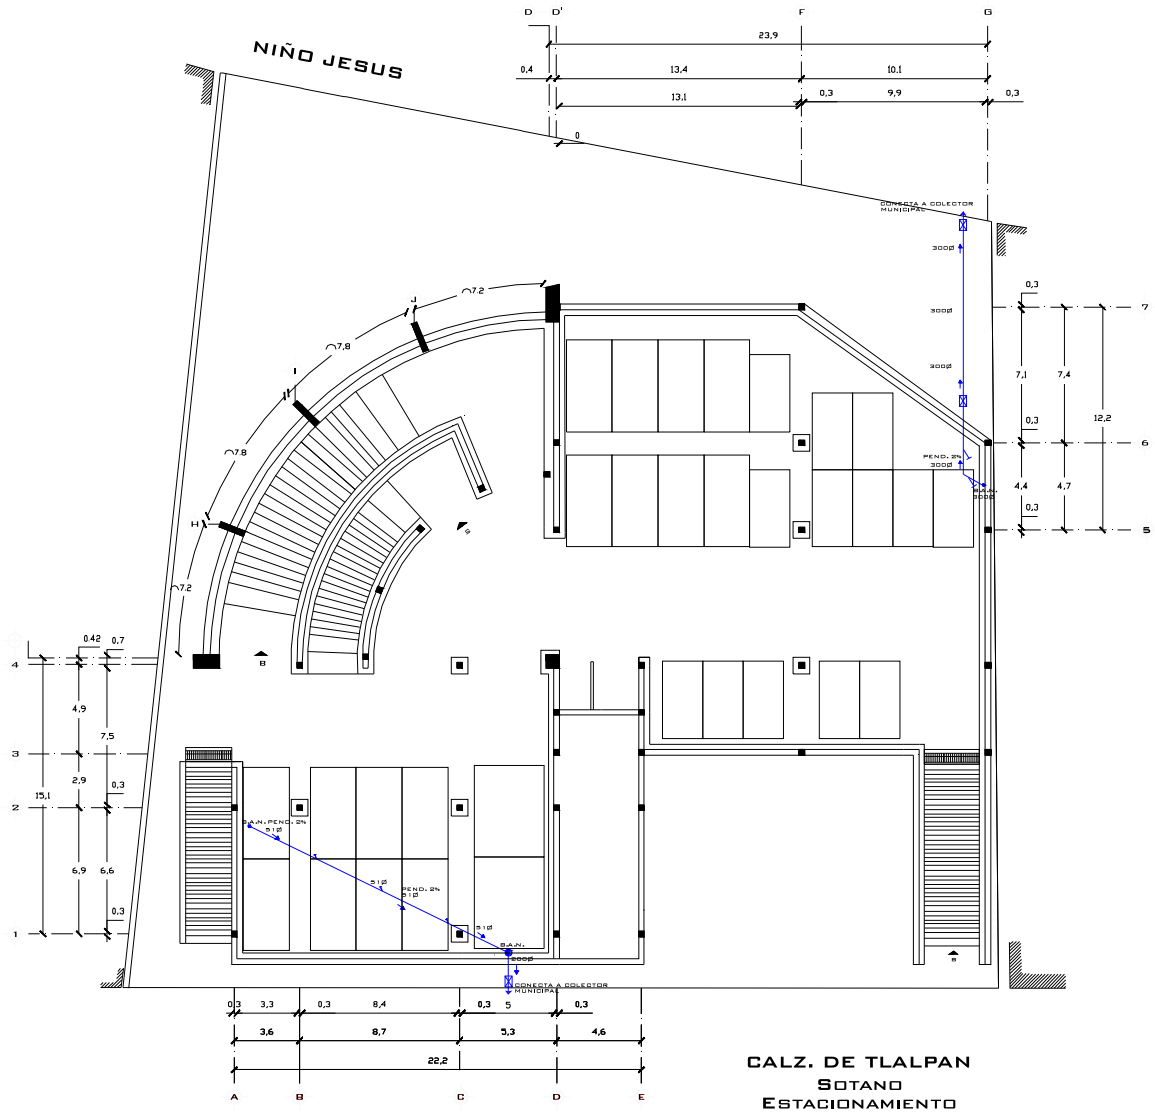 D D' F G
23,9
0,4 13,4 10,1
13,1 0,3 9,9 0,3
0
NIÑO JESUS
CONECTA A COLECTOR
MUNICIPAL
300Ø
300Ø
300Ø
PEND. 2%
300Ø
B.A.N.
300Ø
0,3
7
7,1 7,4
12,2
0,3
6
4,4 4,7
0,3
5
7.2
J
7,8
I
7.8
H
7.2
B
S
0.42 0.7
4
4,9
7,5
3
2,9 0,3
15,1
2
6,9 6,6
0,3
1
B.A.N. PEND. 2%
51Ø
51Ø
PEND. 2%
51Ø
51Ø
B.A.N.
200Ø
CONECTA A COLECTOR
MUNICIPAL
S
0,3 3,3 0,3 8,4 0,3 5 0,3
3,6 8,7 5,3 4,6
22,2
A B C D E
CALZ. DE TLALPAN
SOTANO
ESTACIONAMIENTO